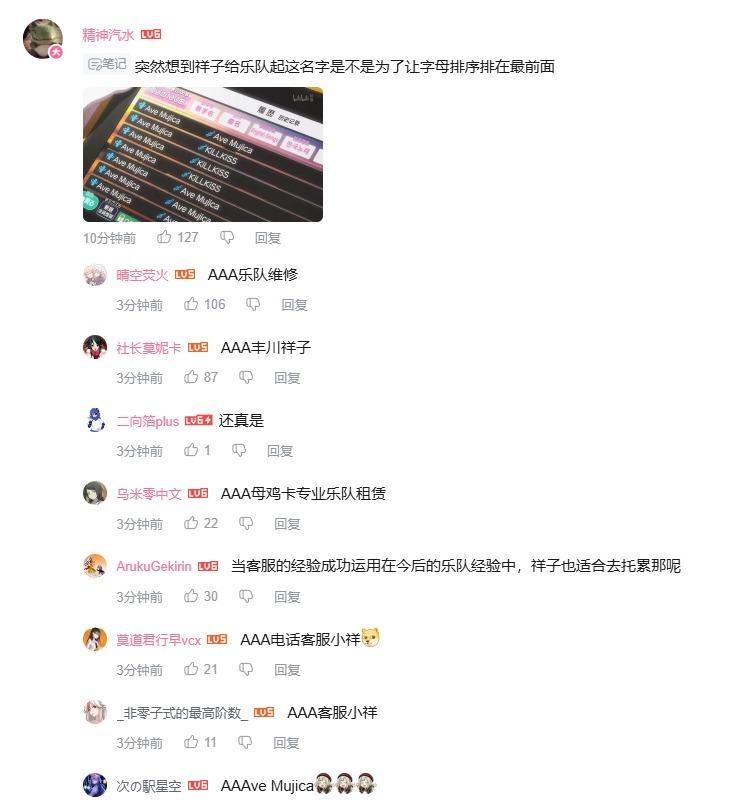 精神汽水 LV6
笔记 突然想到祥子给乐队起这名字是不是为了让字母排序排在最前面
履歴 历史记录
Ave Mujica
Ave Mujica Ave Mujica
Ave Mujica KiLLKiSS
Ave Mujica KiLLKiSS
Ave Mujica KiLLKiSS
Ave Mujica Ave Mujica
Ave Mujica
10分钟前 127 回复
晴空荧火 LV5 AAA乐队维修
3分钟前 106 回复
社长莫妮卡 LV5 AAA丰川祥子
3分钟前 87 回复
二向箔plus LV6 还真是
3分钟前 1 回复
乌米零中文 LV6 AAA母鸡卡专业乐队租赁
3分钟前 22 回复
ArukuGekirin LV6 当客服的经验成功运用在今后的乐队经验中，祥子也适合去托累那呢
3分钟前 30 回复
莫道君行早vcx LV5 AAA电话客服小祥
3分钟前 21 回复
_非零子式的最高阶数_ LV5 AAA客服小祥
3分钟前 11 回复
次の駅星空 LV6 AAAve Mujica